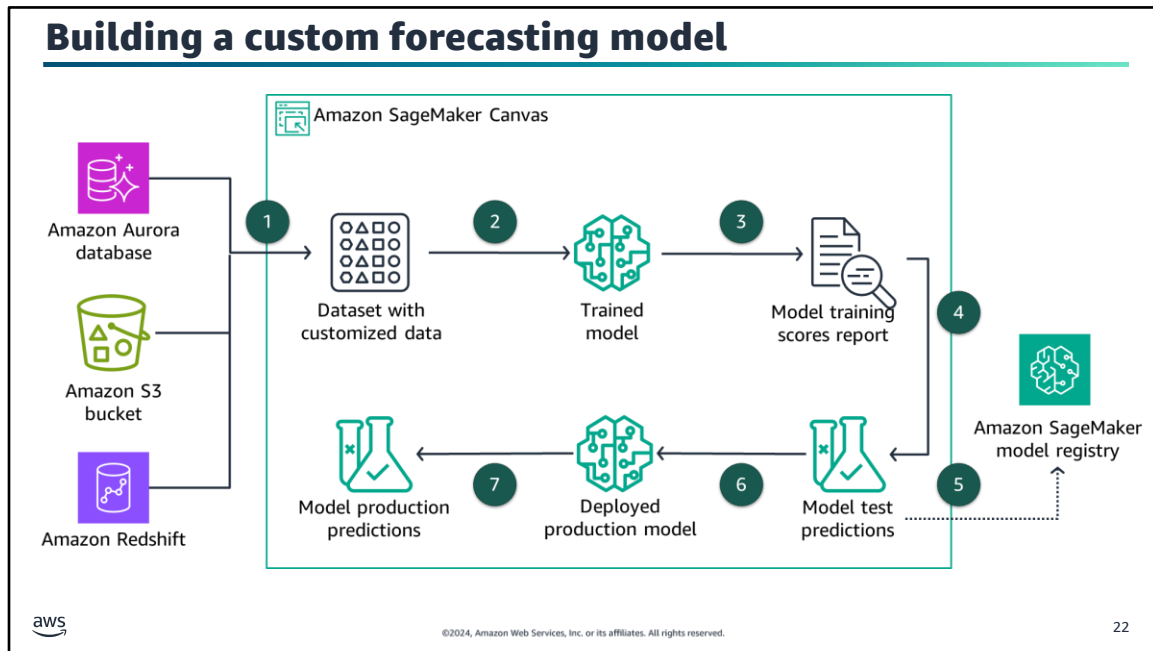 Building a custom forecasting model
Amazon SageMaker Canvas
Amazon Aurora
database
1
Dataset with
customized data
2
Trained
model
3
Model training
scores report
4
Amazon S3
bucket
Amazon SageMaker
model registry
Amazon Redshift
Model production
predictions
7
Deployed
production model
6
Model test
predictions
5
aws
©2024, Amazon Web Services, Inc. or its affiliates. All rights reserved.
22